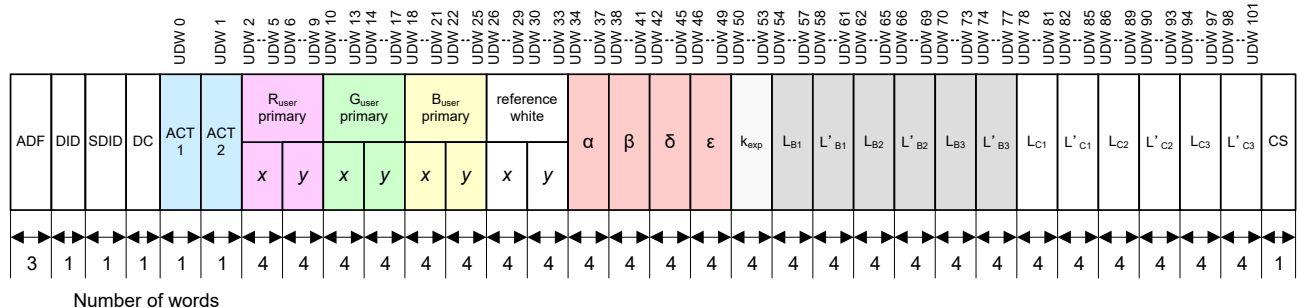 UDW 0
UDW 1
UDW 2
UDW 5
UDW 6
UDW 9
UDW 10
UDW 13
UDW 14
UDW 17
UDW 18
UDW 21
UDW 22
UDW 25
UDW 26
UDW 29
UDW 30
UDW 33
UDW 34
UDW 37
UDW 38
UDW 41
UDW 42
UDW 45
UDW 46
UDW 49
UDW 50
UDW 53
UDW 54
UDW 57
UDW 58
UDW 61
UDW 62
UDW 65
UDW 66
UDW 69
UDW 70
UDW 73
UDW 74
UDW 77
UDW 78
UDW 81
UDW 82
UDW 85
UDW 86
UDW 89
UDW 90
UDW 93
UDW 94
UDW 97
UDW 98
UDW 101
ADF
DID
SDID
DC
ACT
1
ACT
2
Ruser
primary
x y
Guser
primary
x y
Buser
primary
x y
reference
white
x y
α
β
δ
ε
kexp
LB1
L'B1
LB2
L'B2
LB3
L'B3
LC1
L'C1
LC2
L'C2
LC3
L'C3
CS
3 1 1 1 1 1 4 4 4 4 4 4 4 4 4 4 4 4 4 4 4 4 4 4 4 4 4 4 4 4 4 1
Number of words